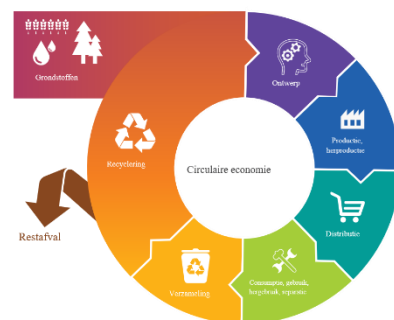 Grondstoffen
Ontwerp
Productie,
herproductie
Recyclering
Circulaire economie
Distributie
Restafval
Verzameling
Consumptie, gebruik,
hergebruik, reparatie